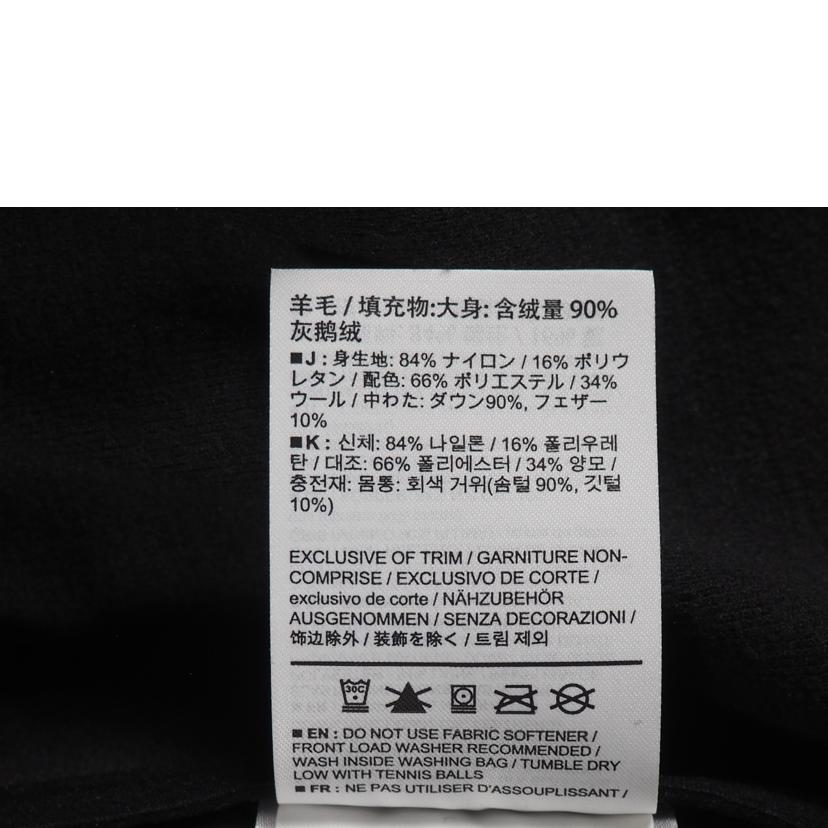 羊毛 / 填充物:大身: 含绒量 90%
灰鹅绒
■J : 身生地: 84% ナイロン / 16% ポリウ
レタン / 配色: 66% ポリエステル / 34%
ウール / 中わた: ダウン90%, フェザー
10%
■K : 신체: 84% 나일론 / 16% 폴리우레
탄 / 대조: 66% 폴리에스터 / 34% 양모 /
충전재: 몸통: 회색 거위(솜털 90%, 깃털
10%)
EXCLUSIVE OF TRIM / GARNITURE NON-
COMPRISE / EXCLUSIVO DE CORTE /
exclusivo de corte / NÄHZUBEHÖR
AUSGENOMMEN / SENZA DECORAZIONI /
饰边除外 / 装飾を除く / 트림 제외
30C
■ EN : DO NOT USE FABRIC SOFTENER /
FRONT LOAD WASHER RECOMMENDED /
WASH INSIDE WASHING BAG / TUMBLE DRY
LOW WITH TENNIS BALLS
■ FR : NE PAS UTILISER D'ASSOUPLISSANT /